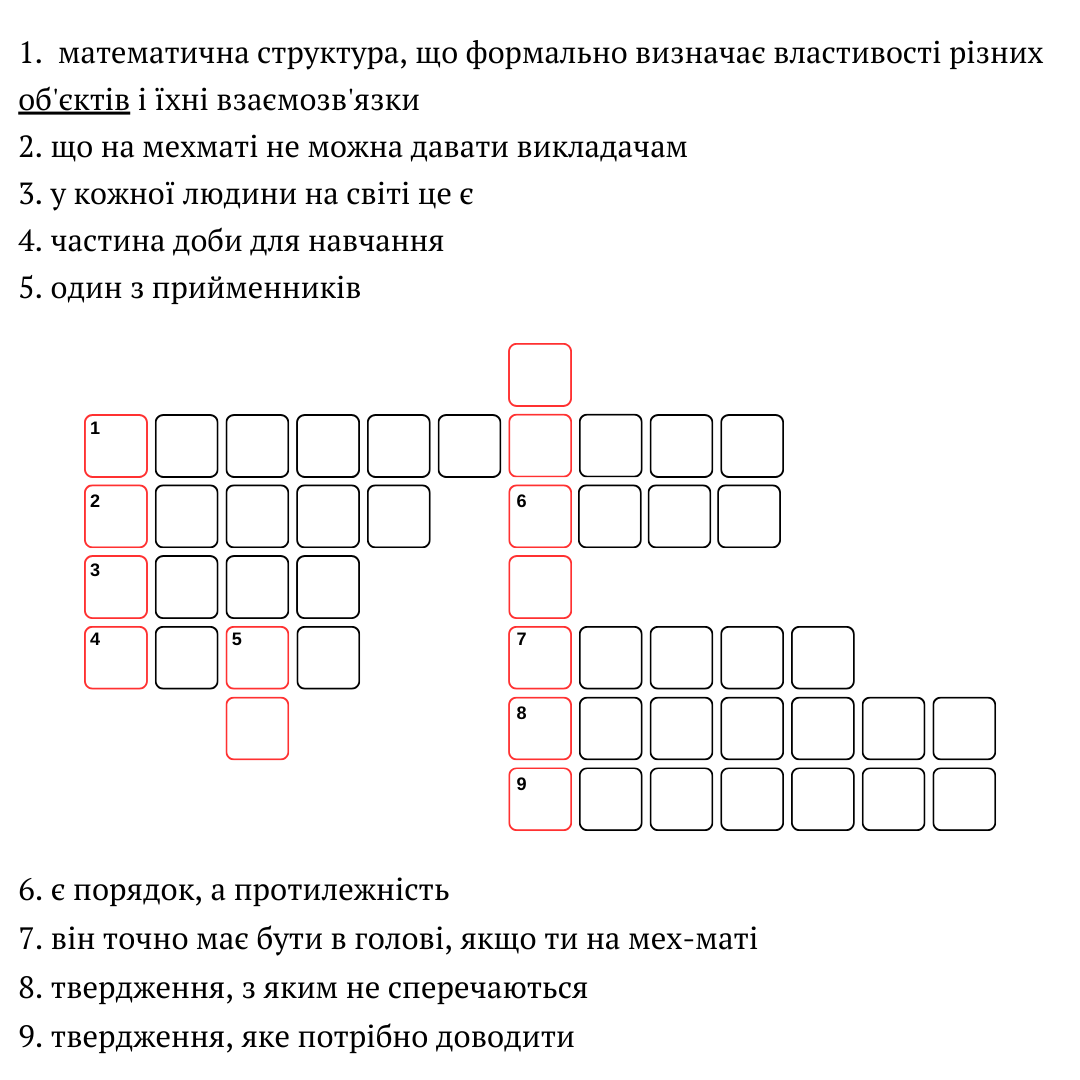 1. математична структура, що формально визначає властивості різних
об'єктів і їхні взаємозв'язки
2. що на мехматі не можна давати викладачам
3. у кожної людини на світі це є
4. частина доби для навчання
5. один з прийменників
1
2
6
3
4
5
7
8
9
6. є порядок, а протилежність
7. він точно має бути в голові, якщо ти на мех-маті
8. твердження, з яким не сперечаються
9. твердження, яке потрібно доводити